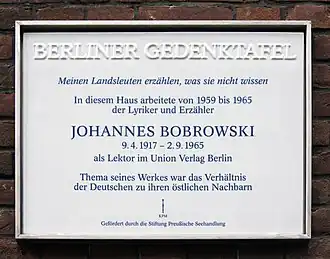 BERLINER GEDENKTAFEL
Meinen Landsleuten erzählen, was sie nicht wissen
In diesem Haus arbeitete von 1959 bis 1965
der Lyriker und Erzähler
JOHANNES BOBROWSKI
9. 4. 1917 – 2. 9. 1965
als Lektor im Union Verlag Berlin
Thema seines Werkes war das Verhältnis
der Deutschen zu ihren östlichen Nachbarn
KPM
Gefördert durch die Stiftung Preußische Seehandlung